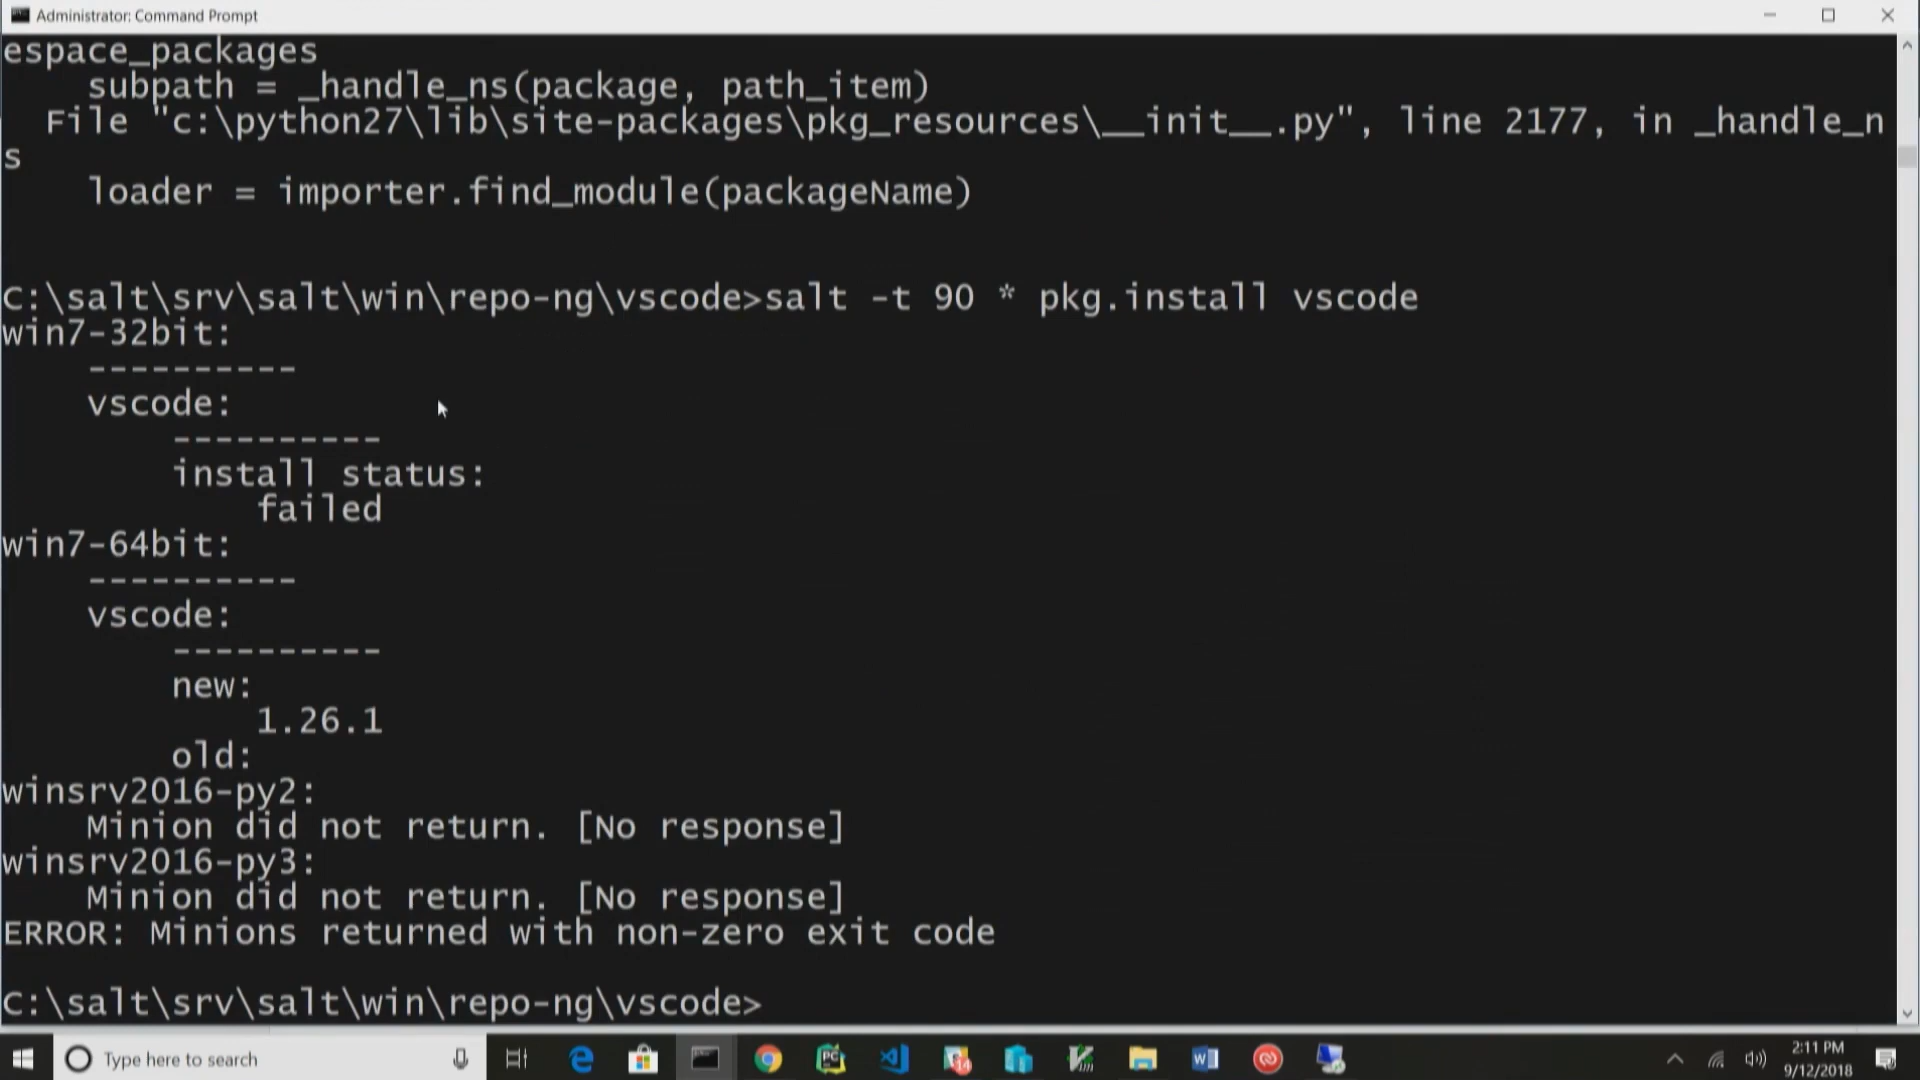 Administrator: Command Prompt
espace_packages
subpath = _handle_ns(package, path_item)
File "c:\python27\lib\site-packages\pkg_resources\__init__.py", line 2177, in _handle_n
s
loader = importer.find_module(packageName)
C:\salt\srv\salt\win\repo-ng\vscode>salt -t 90 * pkg.install vscode
win7-32bit:
----------
vscode:
----------
install status:
failed
win7-64bit:
----------
vscode:
----------
new:
1.26.1
old:
winsrv2016-py2:
Minion did not return. [No response]
winsrv2016-py3:
Minion did not return. [No response]
ERROR: Minions returned with non-zero exit code
C:\salt\srv\salt\win\repo-ng\vscode>
Type here to search
2:11 PM
9/12/2018